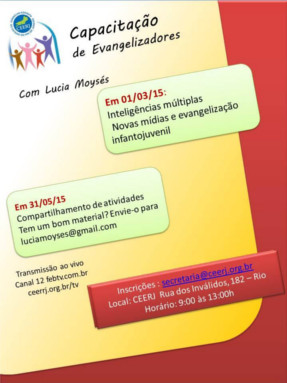 CEERJ
Capacitação
de Evangelizadores
Com Lucia Moysés
Em 01/03/15:
Inteligências múltiplas
Novas mídias e evangelização
infantojuvenil
Em 31/05/15
Compartilhamento de atividades
Tem um bom material? Envie-o para
luciamoyses@gmail.com
Transmissão ao vivo
Canal 12 febtv.com.br
ceerj.org.br/tv
Inscrições : secretaria@ceerj.org.br
Local: CEERJ Rua dos Inválidos, 182 – Rio
Horário: 9:00 às 13:00h